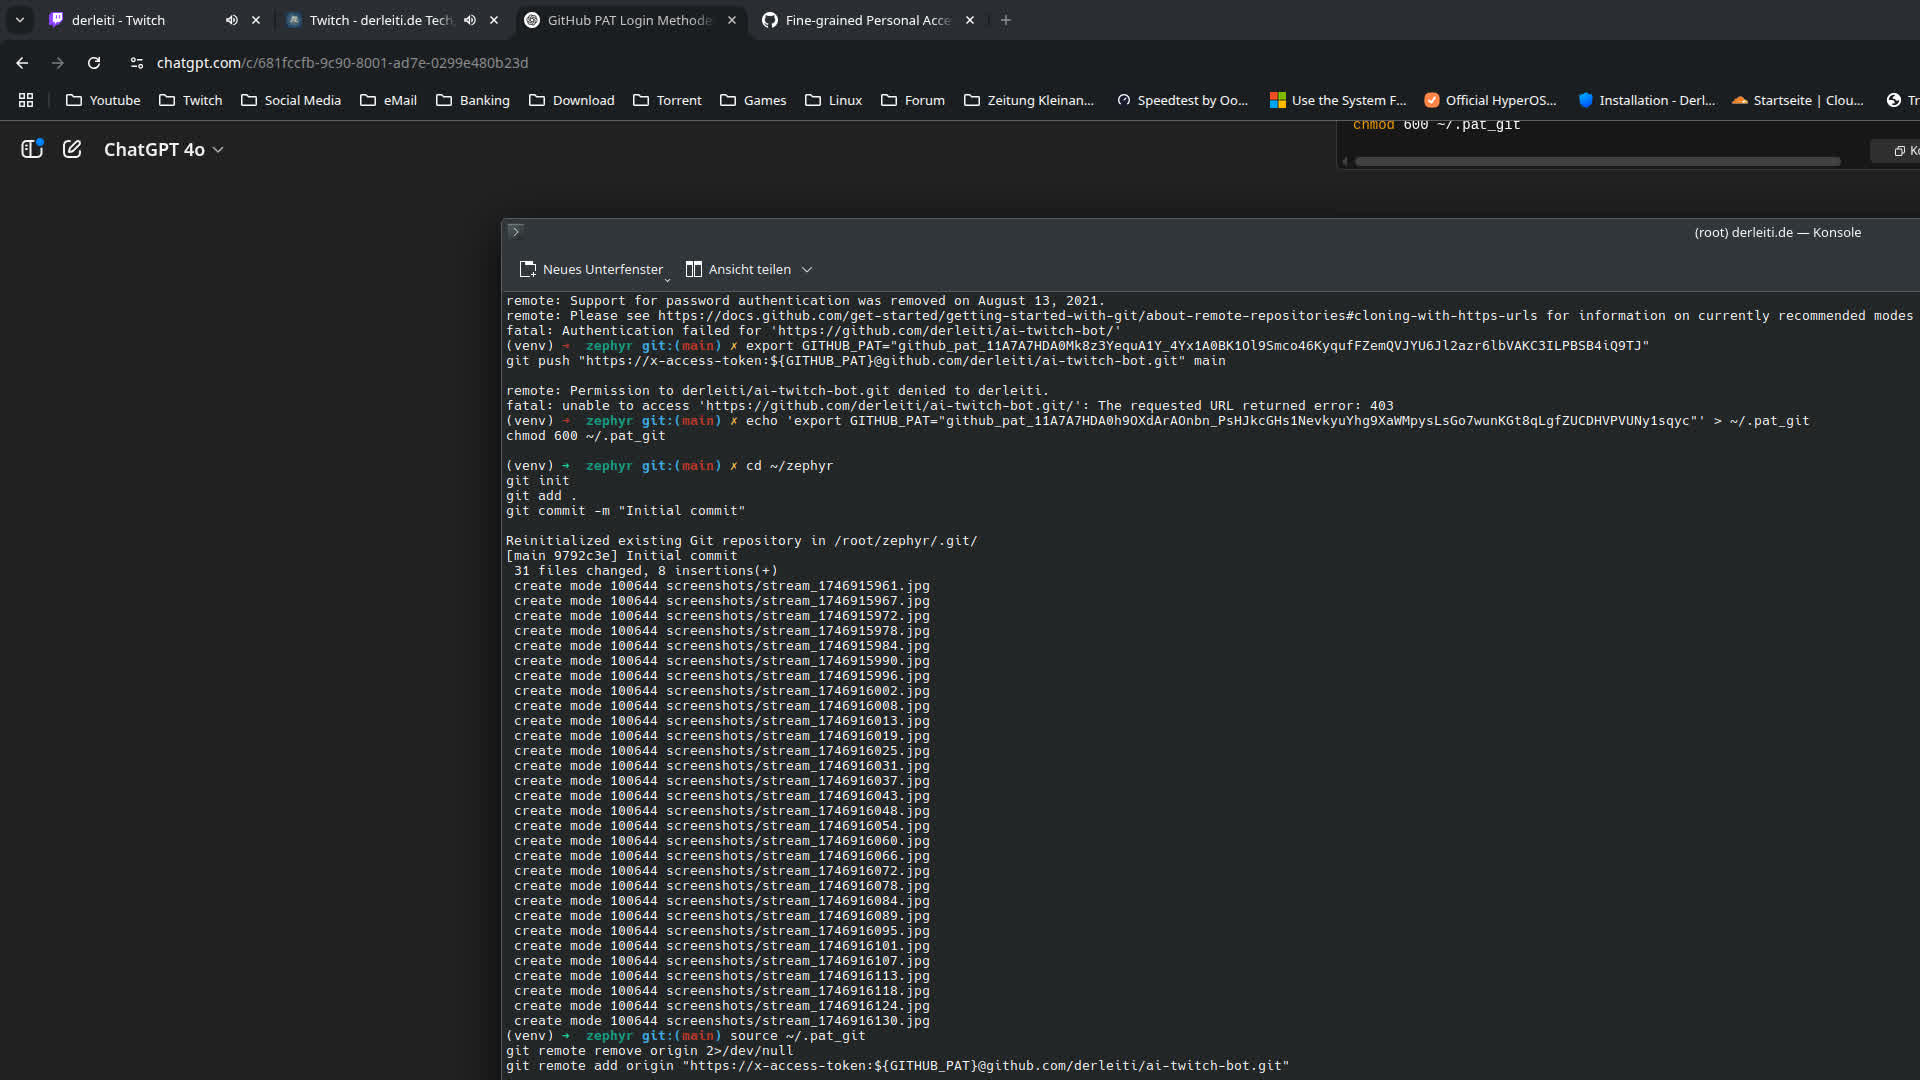 derleiti - Twitch
Twitch - derleiti.de Tech
GitHub PAT Login Methode
Fine-grained Personal Acce
chatgpt.com/c/681fccfb-9c90-8001-ad7e-0299e480b23d
Youtube Twitch Social Media eMail Banking Download Torrent Games Linux Forum Zeitung Kleinan... Speedtest by Oo... Use the System F... Official HyperOS... Installation - Derl... Startseite | Clou... Tr
chmod 600 ~/.pat_git
ChatGPT 4o
Ko
(root) derleiti.de — Konsole
Neues Unterfenster Ansicht teilen
remote: Support for password authentication was removed on August 13, 2021.
remote: Please see https://docs.github.com/get-started/getting-started-with-git/about-remote-repositories#cloning-with-https-urls for information on currently recommended modes
fatal: Authentication failed for 'https://github.com/derleiti/ai-twitch-bot/'
(venv) ➜ zephyr git:(main) ✗ export GITHUB_PAT=""
git push "https://x-access-token:${GITHUB_PAT}@github.com/derleiti/ai-twitch-bot.git" main
remote: Permission to derleiti/ai-twitch-bot.git denied to derleiti.
fatal: unable to access 'https://github.com/derleiti/ai-twitch-bot.git/': The requested URL returned error: 403
(venv) ➜ zephyr git:(main) ✗ echo 'export GITHUB_PAT=""' > ~/.pat_git
chmod 600 ~/.pat_git
(venv) ➜ zephyr git:(main) ✗ cd ~/zephyr
git init
git add .
git commit -m "Initial commit"
Reinitialized existing Git repository in /root/zephyr/.git/
[main 9792c3e] Initial commit
31 files changed, 8 insertions(+)
create mode 100644 screenshots/stream_1746915961.jpg
create mode 100644 screenshots/stream_1746915967.jpg
create mode 100644 screenshots/stream_1746915972.jpg
create mode 100644 screenshots/stream_1746915978.jpg
create mode 100644 screenshots/stream_1746915984.jpg
create mode 100644 screenshots/stream_1746915990.jpg
create mode 100644 screenshots/stream_1746915996.jpg
create mode 100644 screenshots/stream_1746916002.jpg
create mode 100644 screenshots/stream_1746916008.jpg
create mode 100644 screenshots/stream_1746916013.jpg
create mode 100644 screenshots/stream_1746916019.jpg
create mode 100644 screenshots/stream_1746916025.jpg
create mode 100644 screenshots/stream_1746916031.jpg
create mode 100644 screenshots/stream_1746916037.jpg
create mode 100644 screenshots/stream_1746916043.jpg
create mode 100644 screenshots/stream_1746916048.jpg
create mode 100644 screenshots/stream_1746916054.jpg
create mode 100644 screenshots/stream_1746916060.jpg
create mode 100644 screenshots/stream_1746916066.jpg
create mode 100644 screenshots/stream_1746916072.jpg
create mode 100644 screenshots/stream_1746916078.jpg
create mode 100644 screenshots/stream_1746916084.jpg
create mode 100644 screenshots/stream_1746916089.jpg
create mode 100644 screenshots/stream_1746916095.jpg
create mode 100644 screenshots/stream_1746916101.jpg
create mode 100644 screenshots/stream_1746916107.jpg
create mode 100644 screenshots/stream_1746916113.jpg
create mode 100644 screenshots/stream_1746916118.jpg
create mode 100644 screenshots/stream_1746916124.jpg
create mode 100644 screenshots/stream_1746916130.jpg
(venv) ➜ zephyr git:(main) source ~/.pat_git
git remote remove origin 2>/dev/null
git remote add origin "https://x-access-token:${GITHUB_PAT}@github.com/derleiti/ai-twitch-bot.git"